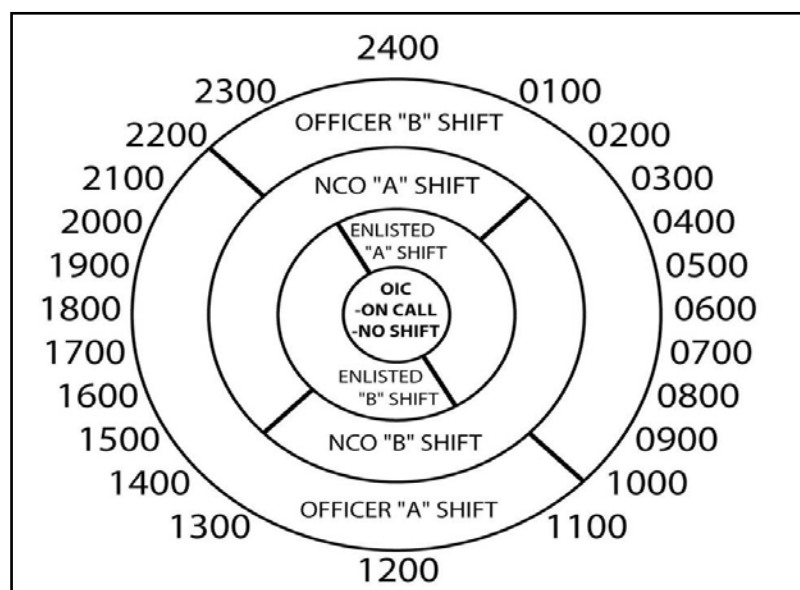 2400
2300
0100
2200
0200
2100
0300
2000
0400
1900
0500
1800
0600
1700
0700
1600
0800
1500
0900
1400
1000
1300
1100
1200
OFFICER "B" SHIFT
NCO "A" SHIFT
ENLISTED
"A" SHIFT
OIC
-ON CALL
-NO SHIFT
ENLISTED
"B" SHIFT
NCO "B" SHIFT
OFFICER "A" SHIFT